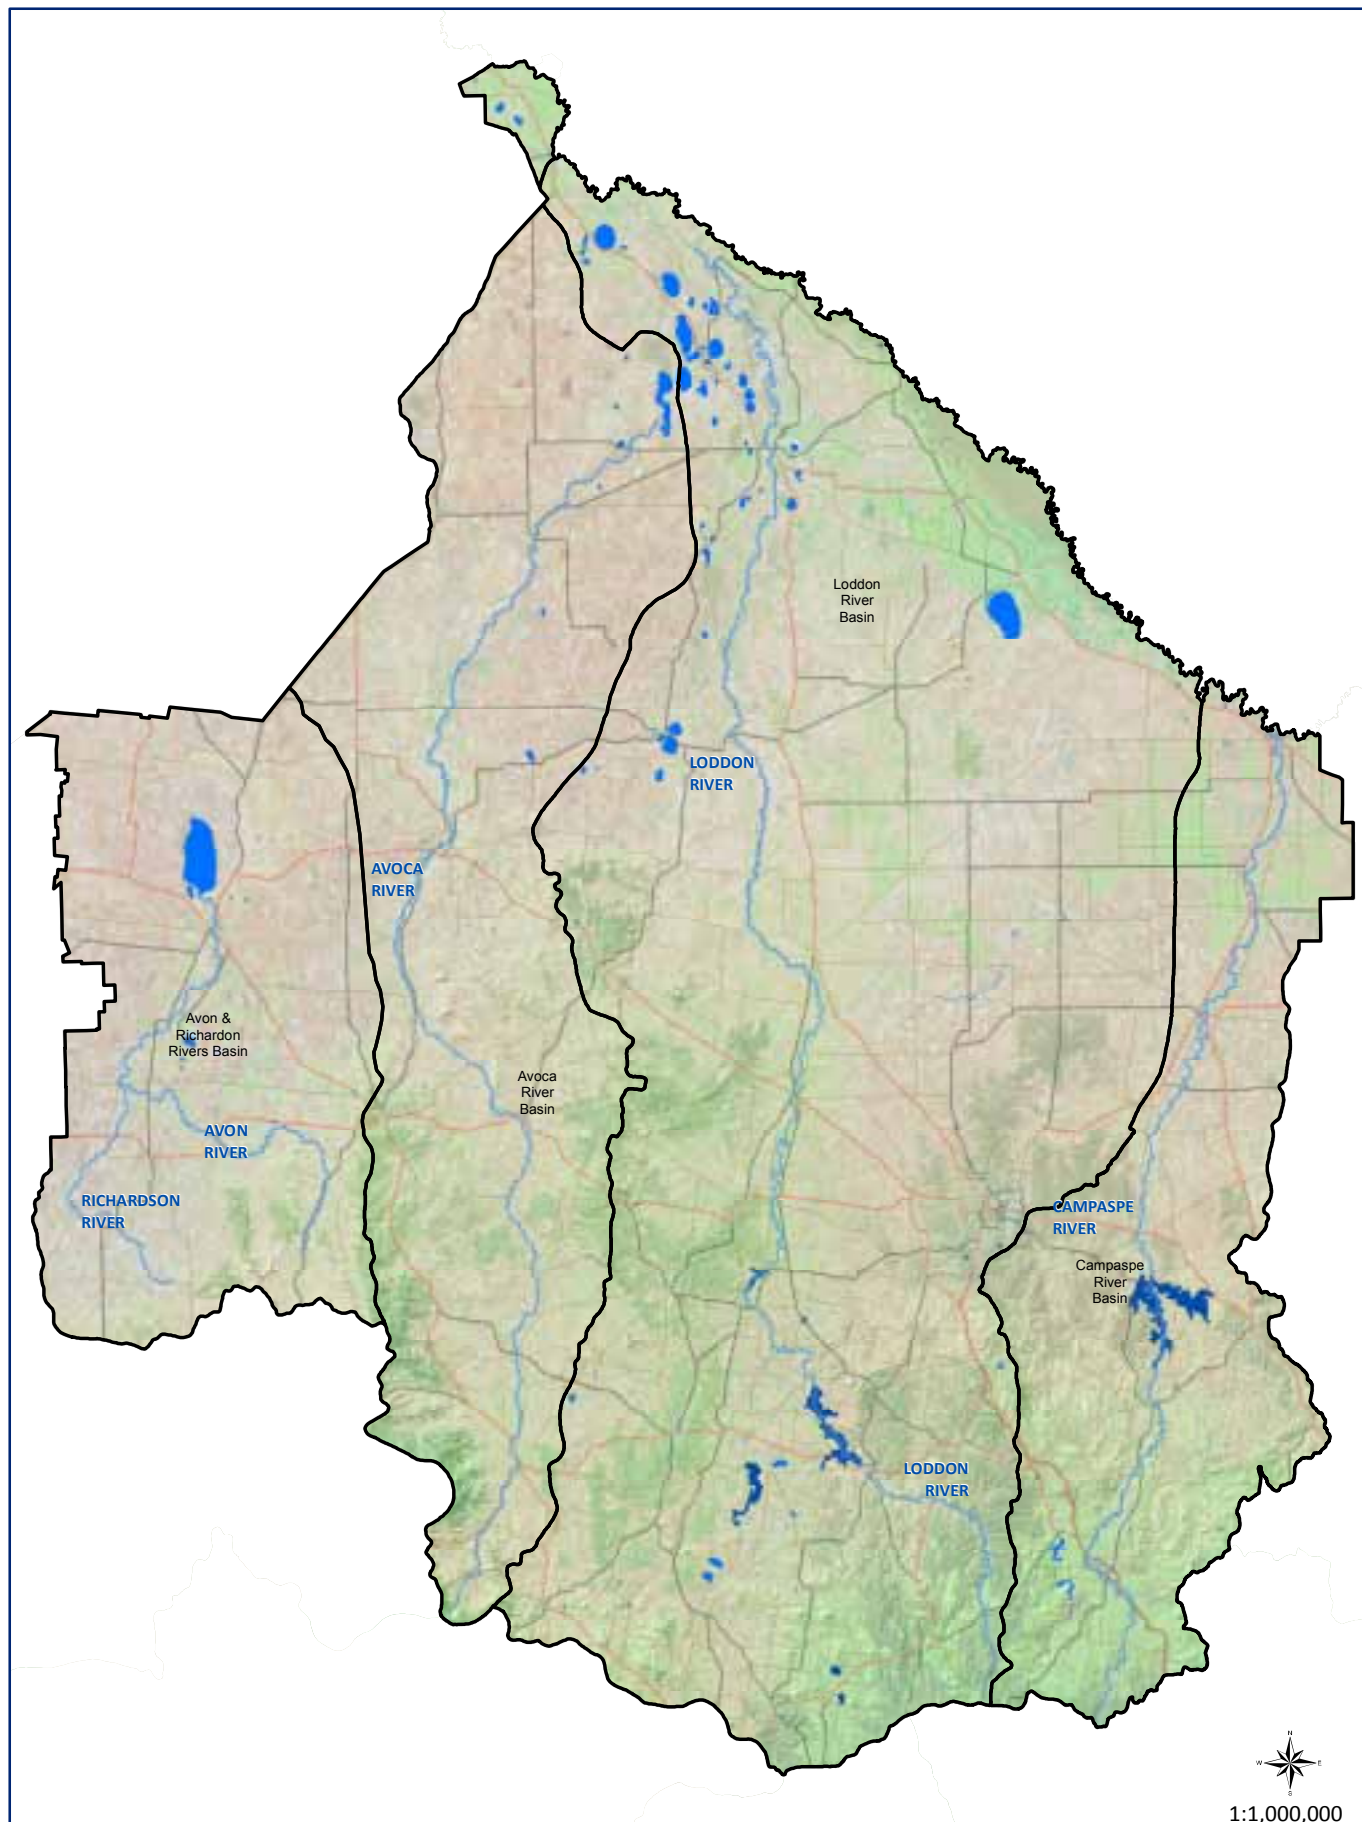 Loddon
River
Basin
LODDON
RIVER
AVOCA
RIVER
Avon &
Richardon
Rivers Basin
Avoca
River
Basin
AVON
RIVER
RICHARDSON
RIVER
CAMPASPE
RIVER
Campaspe
River
Basin
LODDON
RIVER
N
W E
S
1:1,000,000